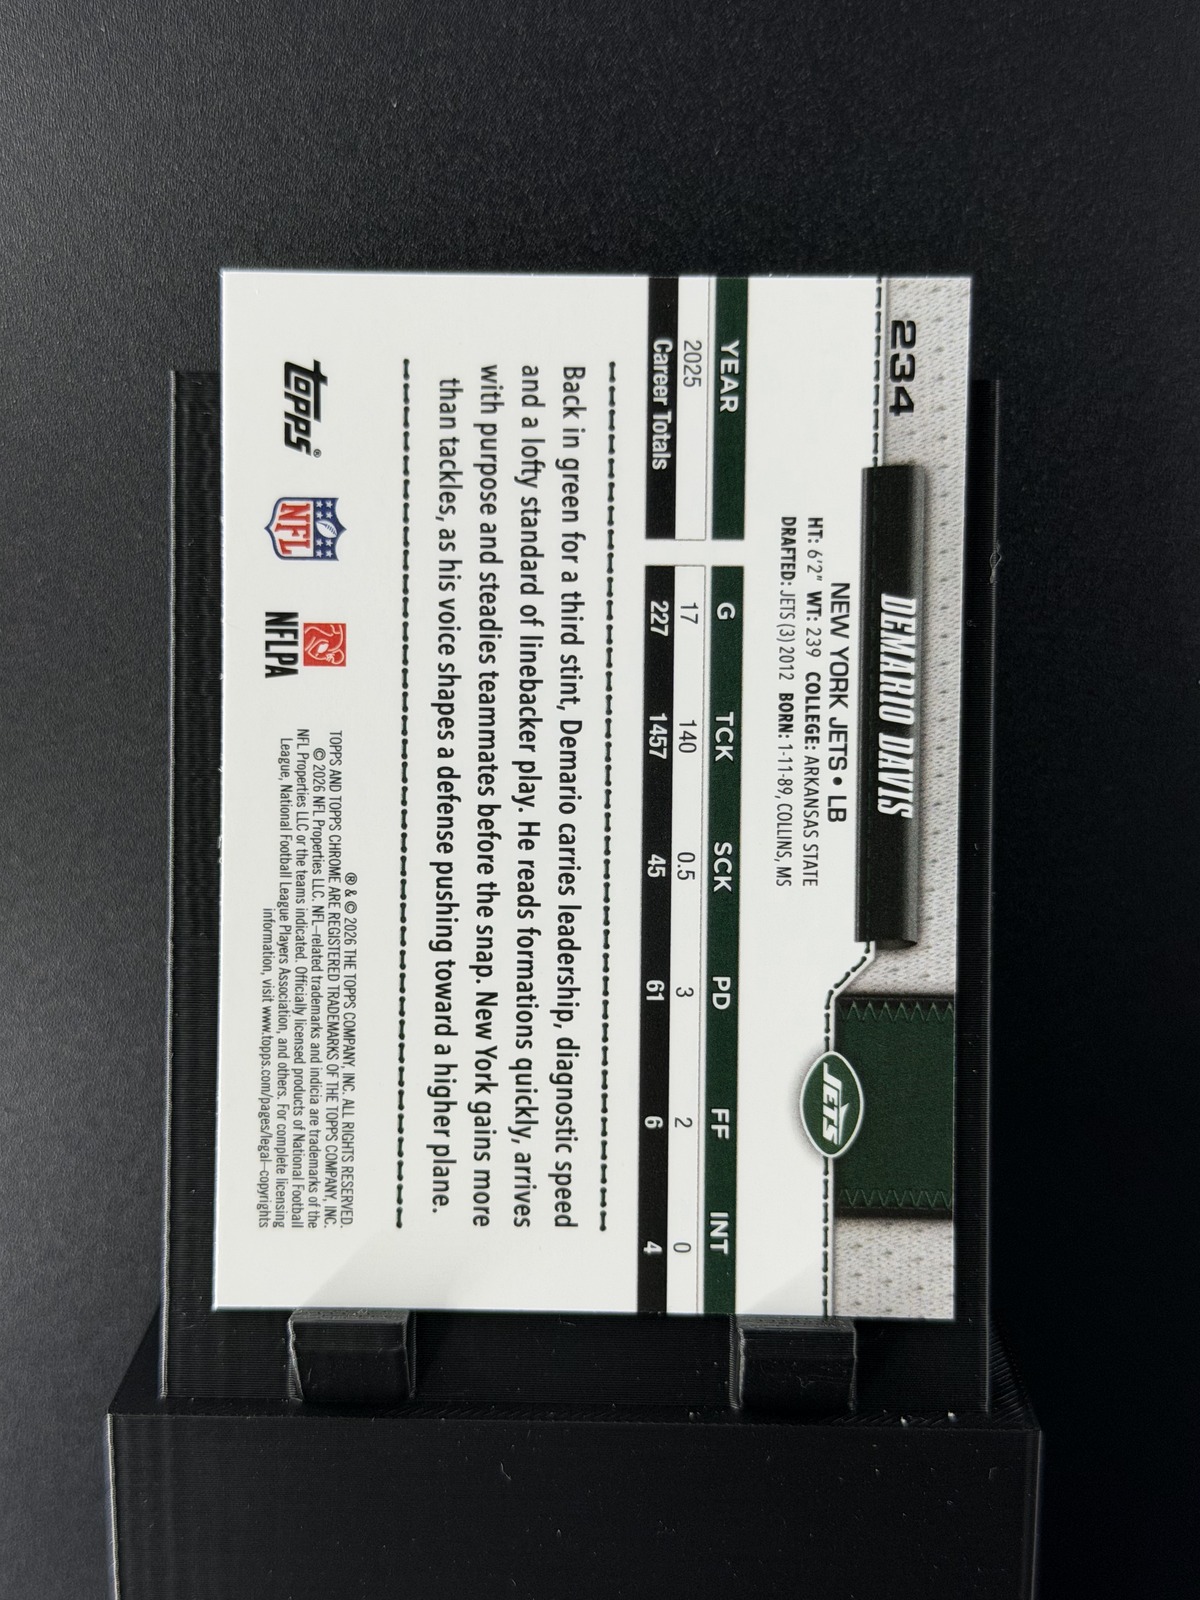 234
DEMARIO DAVIS
NEW YORK JETS • LB
HT: 6'2" WT: 239 COLLEGE: ARKANSAS STATE
DRAFTED: JETS (3) 2012 BORN: 1-11-89, COLLINS, MS
JETS
YEAR G TCK SCK PD FF INT
2025 17 140 0.5 3 2 0
Career Totals 227 1457 45 61 6 4
Back in green for a third stint, Demario carries leadership, diagnostic speed
and a lofty standard of linebacker play. He reads formations quickly, arrives
with purpose and steadies teammates before the snap. New York gains more
than tackles, as his voice shapes a defense pushing toward a higher plane.
topps®
NFL
NFLPA
® & © 2026 THE TOPPS COMPANY, INC. ALL RIGHTS RESERVED.
TOPPS AND TOPPS CHROME ARE REGISTERED TRADEMARKS OF THE TOPPS COMPANY, INC.
© 2026 NFL Properties LLC. NFL-related trademarks and indicia are trademarks of the
NFL Properties LLC or the teams indicated. Officially licensed products of National Football
League, National Football League Players Association, and others. For complete licensing
information, visit www.topps.com/pages/legal-copyrights